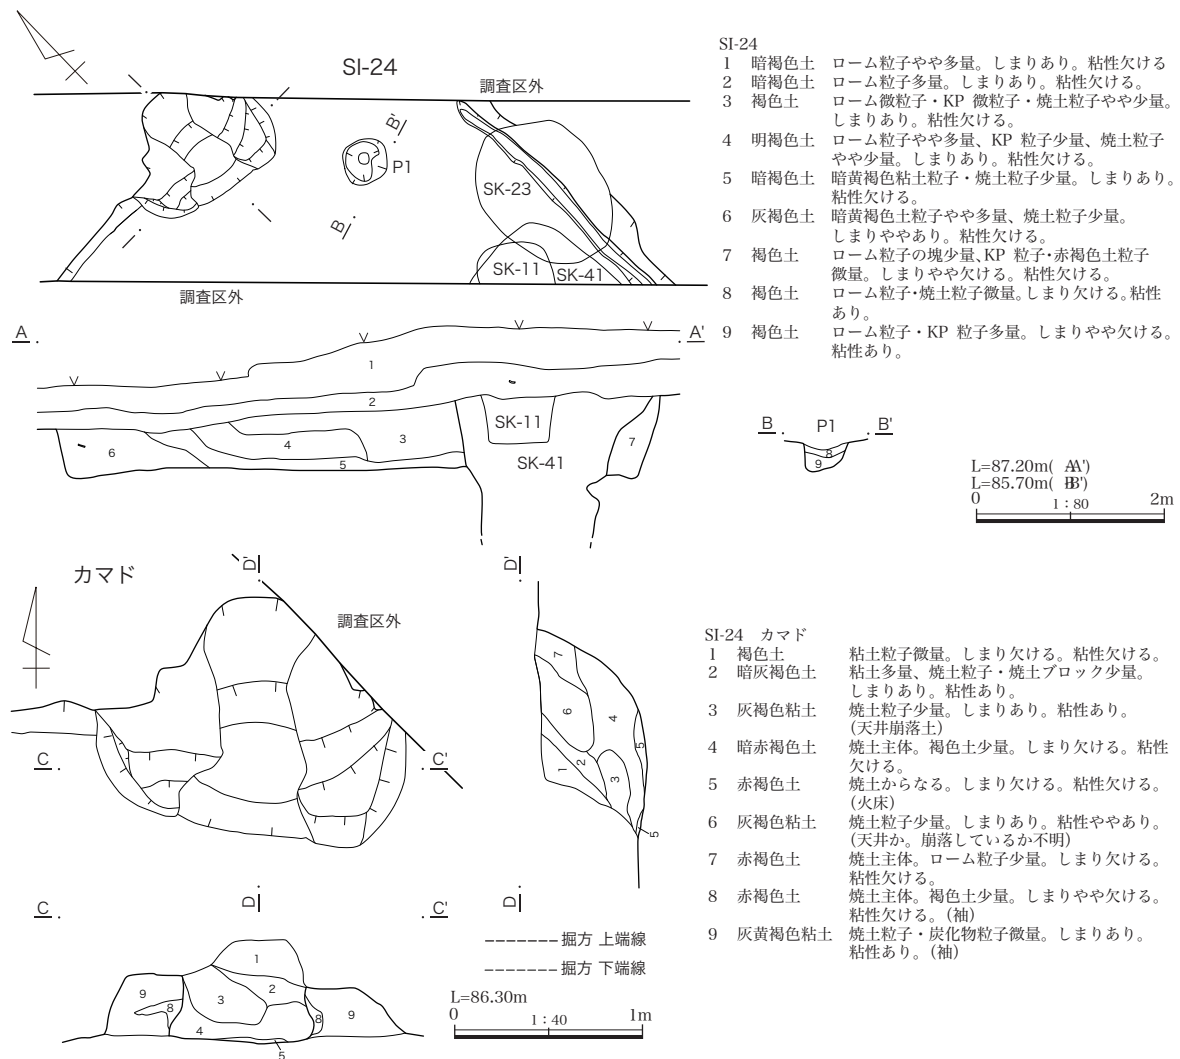 SI-24
調査区外
B'
P1
B
SK-23
SK-11
SK-41
調査区外
A
A'
1
2
3
4
5
6
7
SK-11
SK-41
SI-24
1 暗褐色土 ローム粒子やや多量。しまりあり。粘性欠ける
2 暗褐色土 ローム粒子多量。しまりあり。粘性欠ける。
3 褐色土 ローム微粒子・KP 微粒子・焼土粒子やや少量。
しまりあり。粘性欠ける。
4 明褐色土 ローム粒子やや多量、KP 粒子少量、焼土粒子
やや少量。しまりあり。粘性欠ける。
5 暗褐色土 暗黄褐色粘土粒子・焼土粒子少量。しまりあり。
粘性欠ける。
6 灰褐色土 暗黄褐色土粒子やや多量、焼土粒子少量。
しまりややあり。粘性欠ける。
7 褐色土 ローム粒子の塊少量、KP 粒子・赤褐色土粒子
微量。しまりやや欠ける。粘性欠ける。
8 褐色土 ローム粒子・焼土粒子微量。しまり欠ける。粘性
あり。
9 褐色土 ローム粒子・KP 粒子多量。しまりやや欠ける。
粘性あり。
B P1 B'
8
9
L=87.20m( AA')
L=85.70m( BB')
0 1：80 2m
カマド
D'
調査区外
C
C'
D
D'
7
6
4
5
2
1
3
5
D
SI-24 カマド
1 褐色土 粘土粒子微量。しまり欠ける。粘性欠ける。
2 暗灰褐色土 粘土多量、焼土粒子・焼土ブロック少量。
しまりあり。粘性あり。
3 灰褐色粘土 焼土粒子少量。しまりあり。粘性あり。
(天井崩落土)
4 暗赤褐色土 焼土主体。褐色土少量。しまり欠ける。粘性
欠ける。
5 赤褐色土 焼土からなる。しまり欠ける。粘性欠ける。
(火床)
6 灰褐色粘土 焼土粒子少量。しまりあり。粘性ややあり。
(天井か。崩落しているか不明)
7 赤褐色土 焼土主体。ローム粒子少量。しまり欠ける。
粘性欠ける。
8 赤褐色土 焼土主体。褐色土少量。しまりやや欠ける。
粘性欠ける。(袖)
9 灰黄褐色粘土 焼土粒子・炭化物粒子微量。しまりあり。
粘性あり。(袖)
C
C'
1
2
3
4
5
8
9
8
9
掘方 上端線
掘方 下端線
L=86.30m
0 1：40 1m